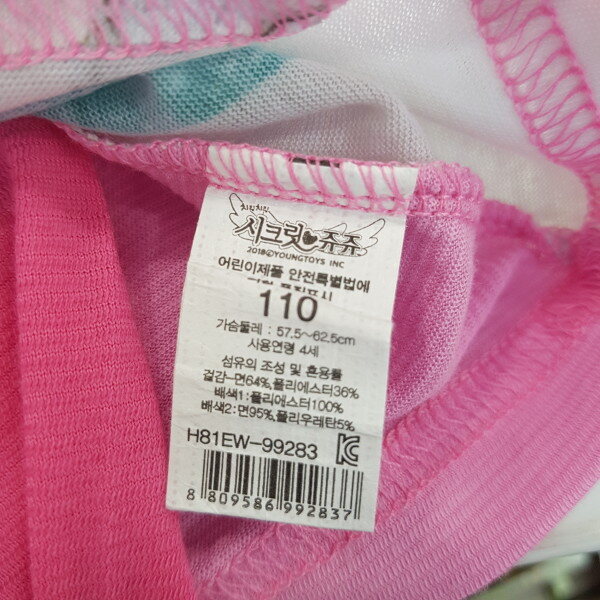 치링치링
시크릿 쥬쥬
2018©YOUNGTOYS INC
어린이제품 안전특별법에
110
가슴둘레 : 57.5~62.5cm
사용연령 4세
섬유의 조성 및 혼용률
겉감-면64%,폴리에스터36%
배색1:폴리에스터100%
배색2:면95%,폴리우레탄5%
H81EW-99283
8 809586 992837